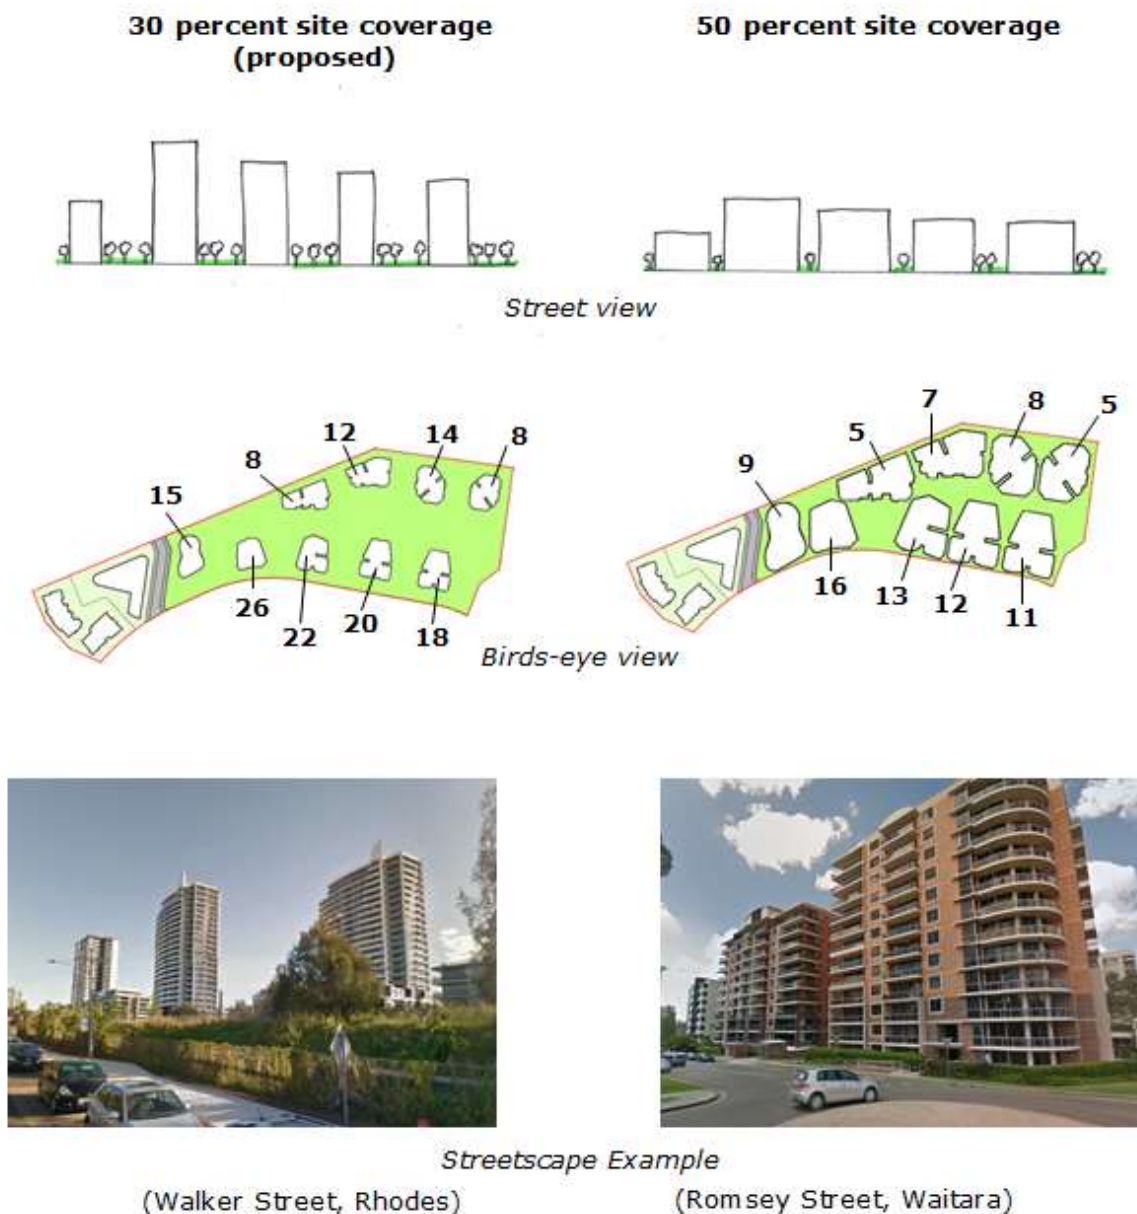 30 percent site coverage
(proposed)
50 percent site coverage
Street view
15
8
12
14
8
26
22
20
18
9
5
7
8
5
16
13
12
11
Birds-eye view
Streetscape Example
(Walker Street, Rhodes)
(Romsey Street, Waitara)